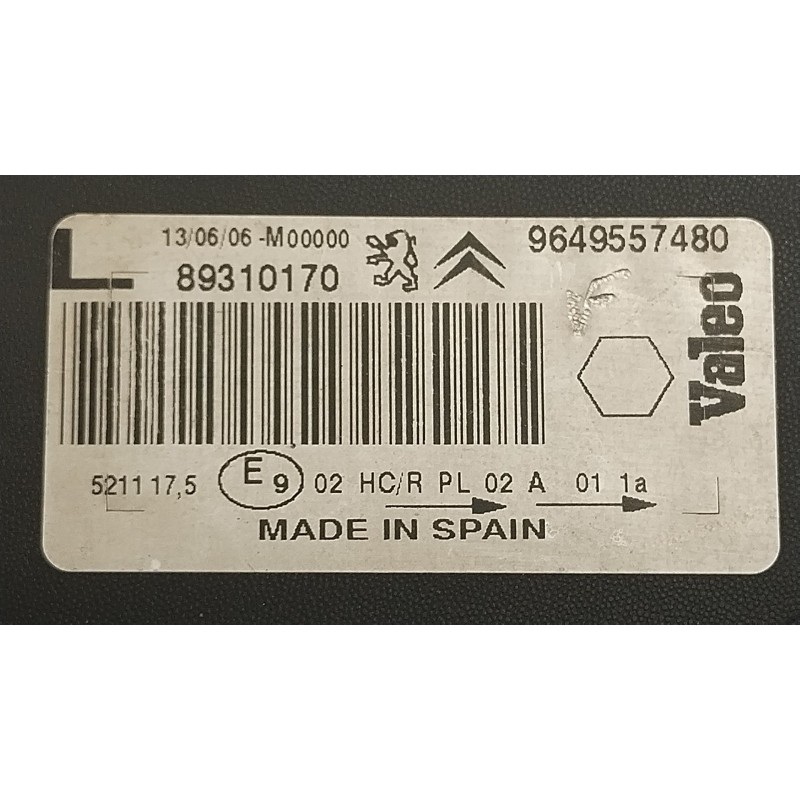 L
13/06/06 -M00000
9649557480
89310170
Valeo
5211 17,5 E 9 02 HC/R PL 02 A 01 1a
MADE IN SPAIN